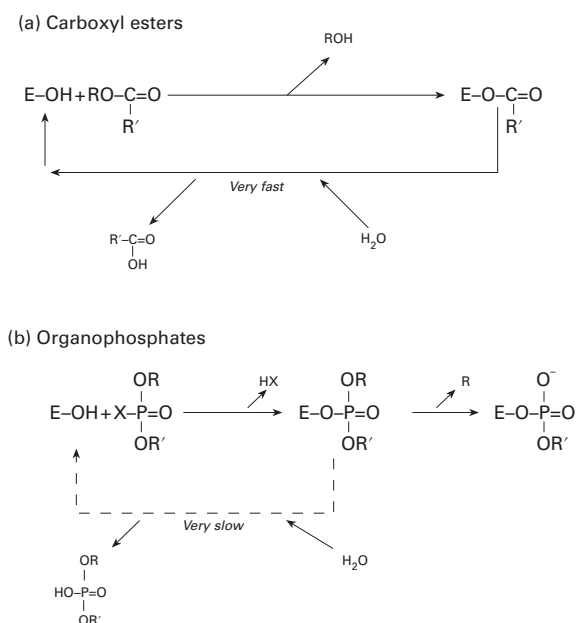 (a) Carboxyl esters
ROH
E–OH+RO–C=O
R′
E–O–C=O
R′
Very fast
R′–C=O
OH
H₂O
(b) Organophosphates
OR
E–OH+X–P=O
OR′
HX
OR
E–O–P=O
OR′
R
O⁻
E–O–P=O
OR′
Very slow
OR
HO–P=O
OR′
H₂O